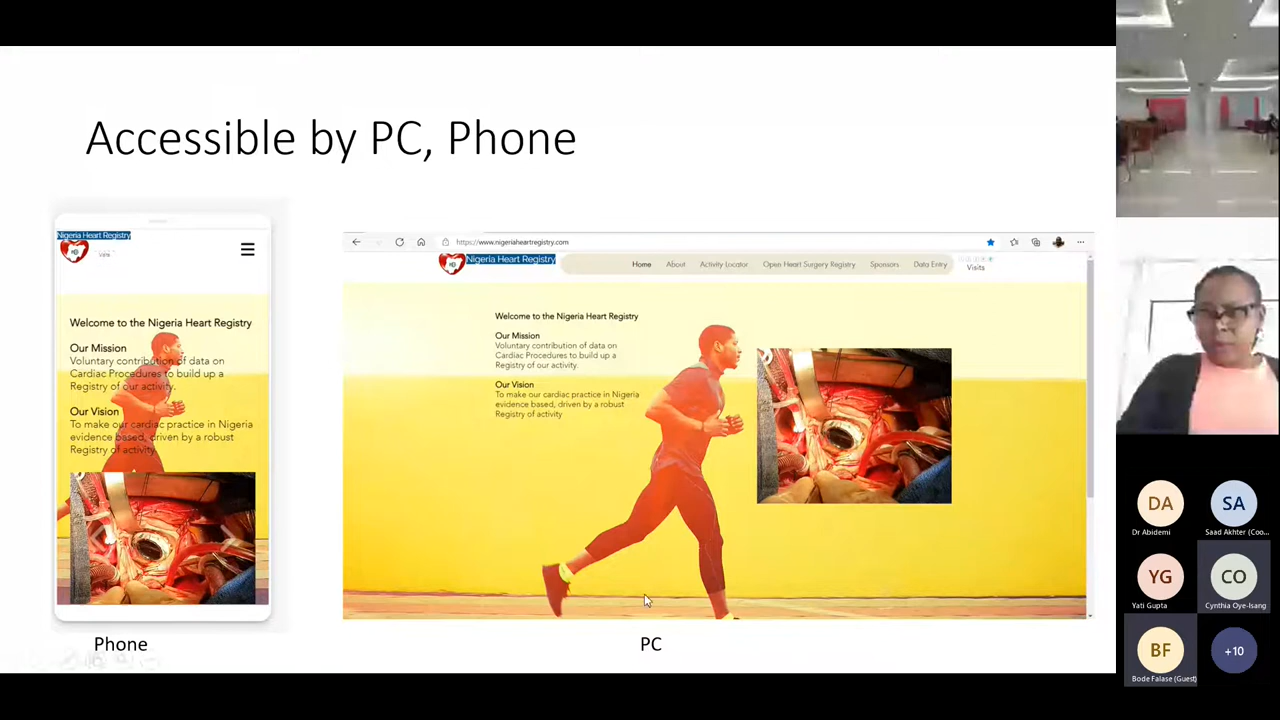 Accessible by PC, Phone
Nigeria Heart Registry
Visits
Welcome to the Nigeria Heart Registry
Our Mission
Voluntary contribution of data on
Cardiac Procedures to build up a
Registry of our activity.
Our Vision
To make our cardiac practice in Nigeria
evidence based, driven by a robust
Registry of activity
Phone
https://www.nigeriaheartregistry.com
Nigeria Heart Registry
Home About Activity Locator Open Heart Surgery Registry Sponsors Data Entry
Visits
Welcome to the Nigeria Heart Registry
Our Mission
Voluntary contribution of data on
Cardiac Procedures to build up a
Registry of our activity.
Our Vision
To make our cardiac practice in Nigeria
evidence based, driven by a robust
Registry of activity
PC
DA
Dr Abidemi
SA
Saad Akhter (Coo...
YG
Yati Gupta
CO
Cynthia Oye-Isang
BF
Bode Falase (Guest)
+10